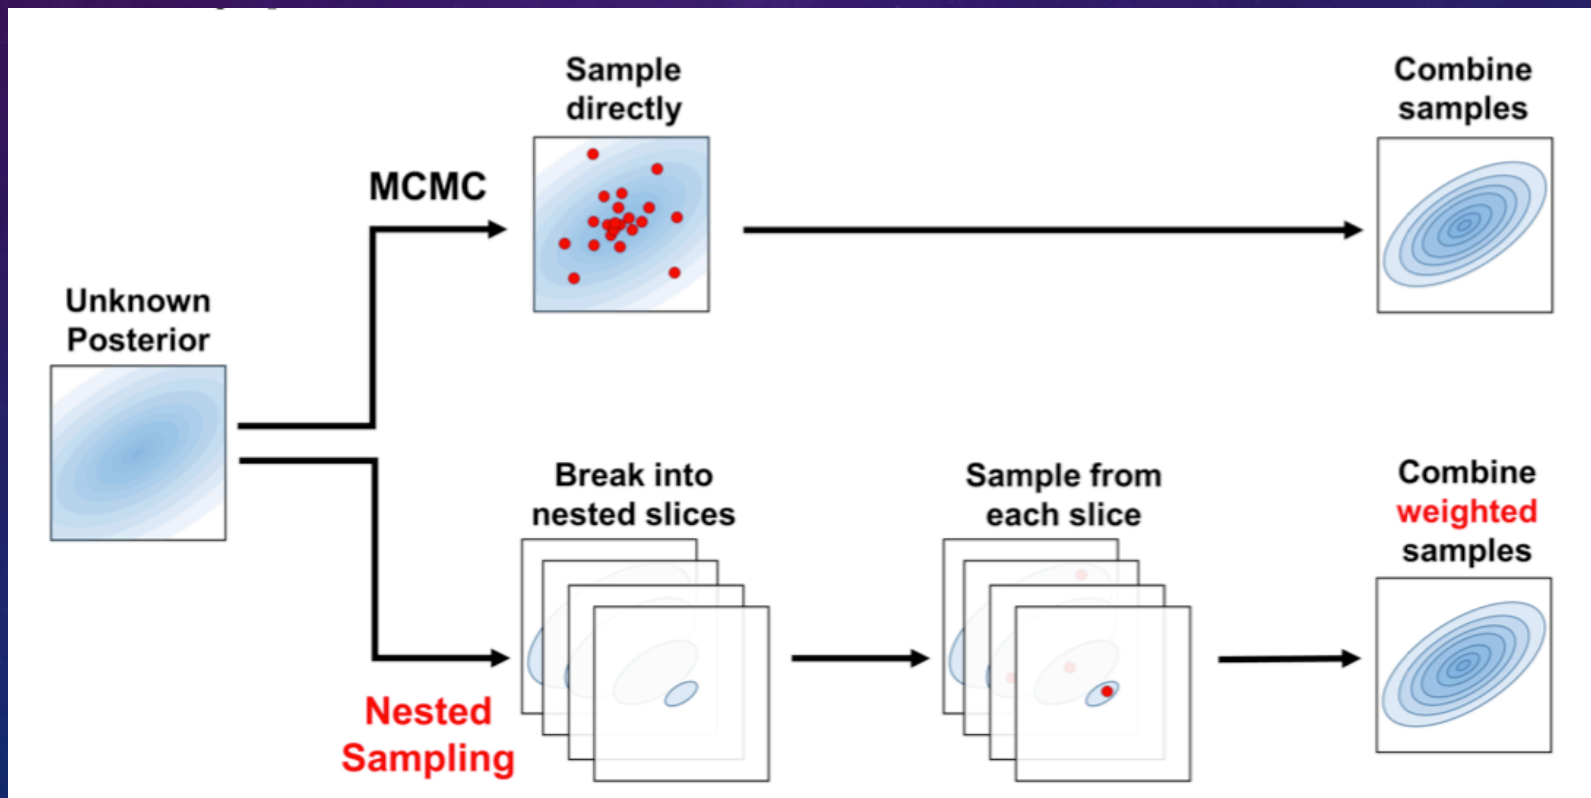 Sample
directly
Combine
samples
MCMC
Unknown
Posterior
Break into
nested slices
Sample from
each slice
Combine
weighted
samples
Nested
Sampling